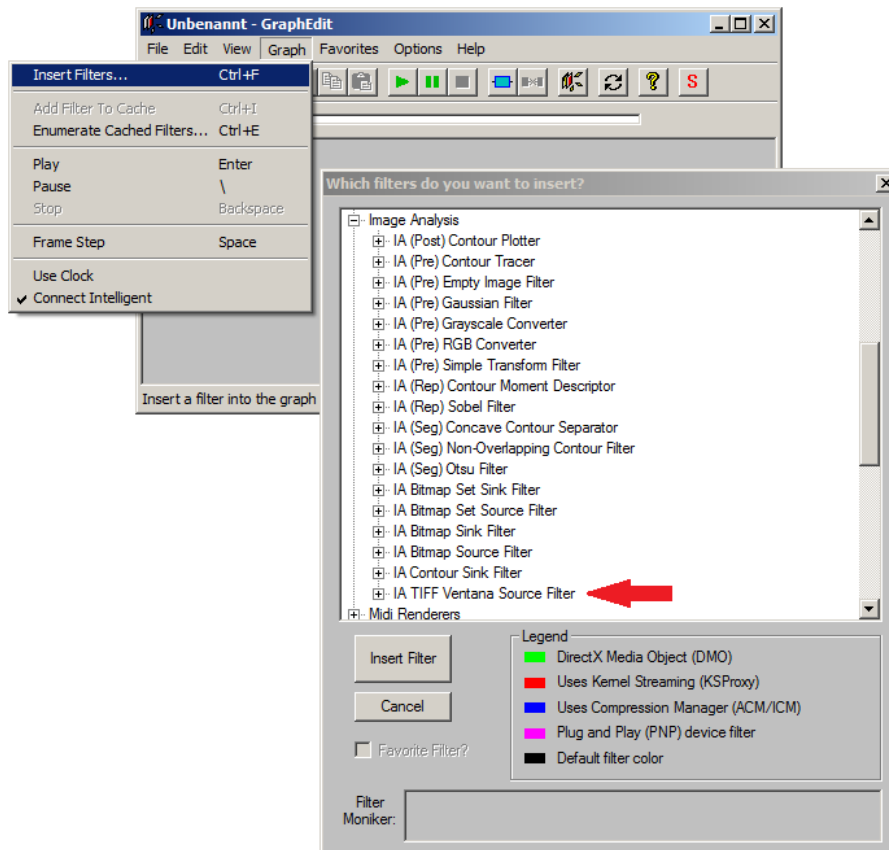 Unbenannt - GraphEdit
File Edit View Graph Favorites Options Help
Insert Filters... Ctrl+F
Add Filter To Cache Ctrl+I
Enumerate Cached Filters... Ctrl+E
Play Enter
Pause \
Stop Backspace
Frame Step Space
Use Clock
Connect Intelligent
S
Insert a filter into the graph
Which filters do you want to insert?
Image Analysis
IA (Post) Contour Plotter
IA (Pre) Contour Tracer
IA (Pre) Empty Image Filter
IA (Pre) Gaussian Filter
IA (Pre) Grayscale Converter
IA (Pre) RGB Converter
IA (Pre) Simple Transform Filter
IA (Rep) Contour Moment Descriptor
IA (Rep) Sobel Filter
IA (Seg) Concave Contour Separator
IA (Seg) Non-Overlapping Contour Filter
IA (Seg) Otsu Filter
IA Bitmap Set Sink Filter
IA Bitmap Set Source Filter
IA Bitmap Sink Filter
IA Bitmap Source Filter
IA Contour Sink Filter
IA TIFF Ventana Source Filter
Midi Renderers
Insert Filter
Cancel
Favorite Filter?
Legend
DirectX Media Object (DMO)
Uses Kernel Streaming (KSProxy)
Uses Compression Manager (ACM/ICM)
Plug and Play (PNP) device filter
Default filter color
Filter
Moniker: